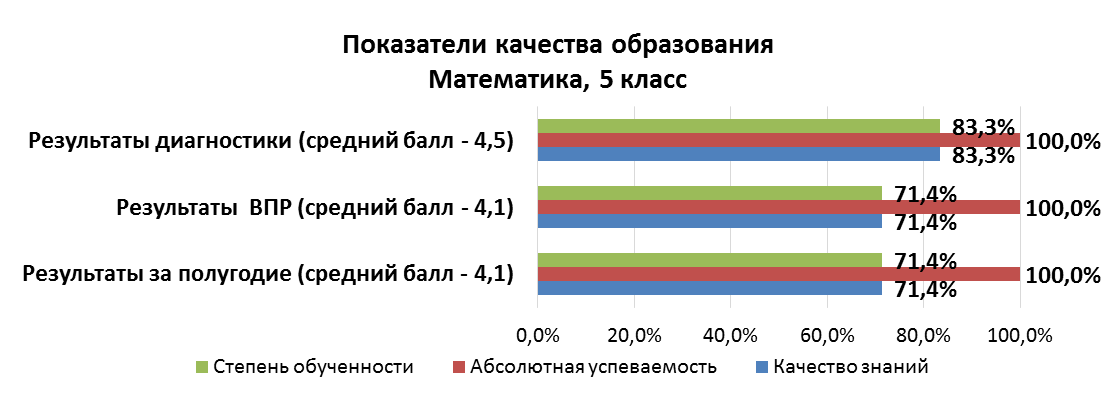 Показатели качества образования
Математика, 5 класс
Результаты диагностики (средний балл - 4,5)
83,3%
100,0%
83,3%
Результаты ВПР (средний балл - 4,1)
71,4%
100,0%
71,4%
Результаты за полугодие (средний балл - 4,1)
71,4%
100,0%
71,4%
0,0% 20,0% 40,0% 60,0% 80,0% 100,0%
Степень обученности Абсолютная успеваемость Качество знаний